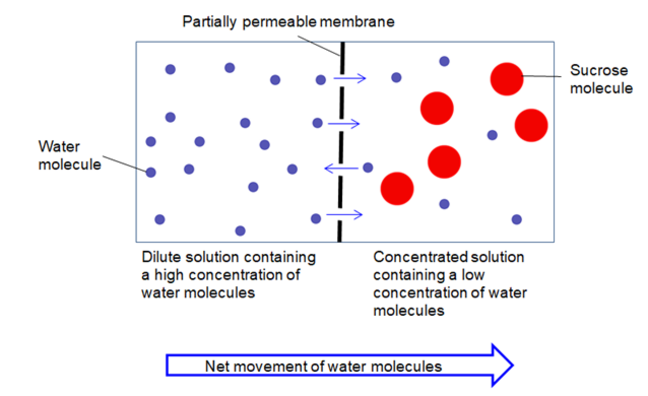 Partially permeable membrane
Sucrose
molecule
Water
molecule
Dilute solution containing
a high concentration of
water molecules
Concentrated solution
containing a low
concentration of water
molecules
Net movement of water molecules